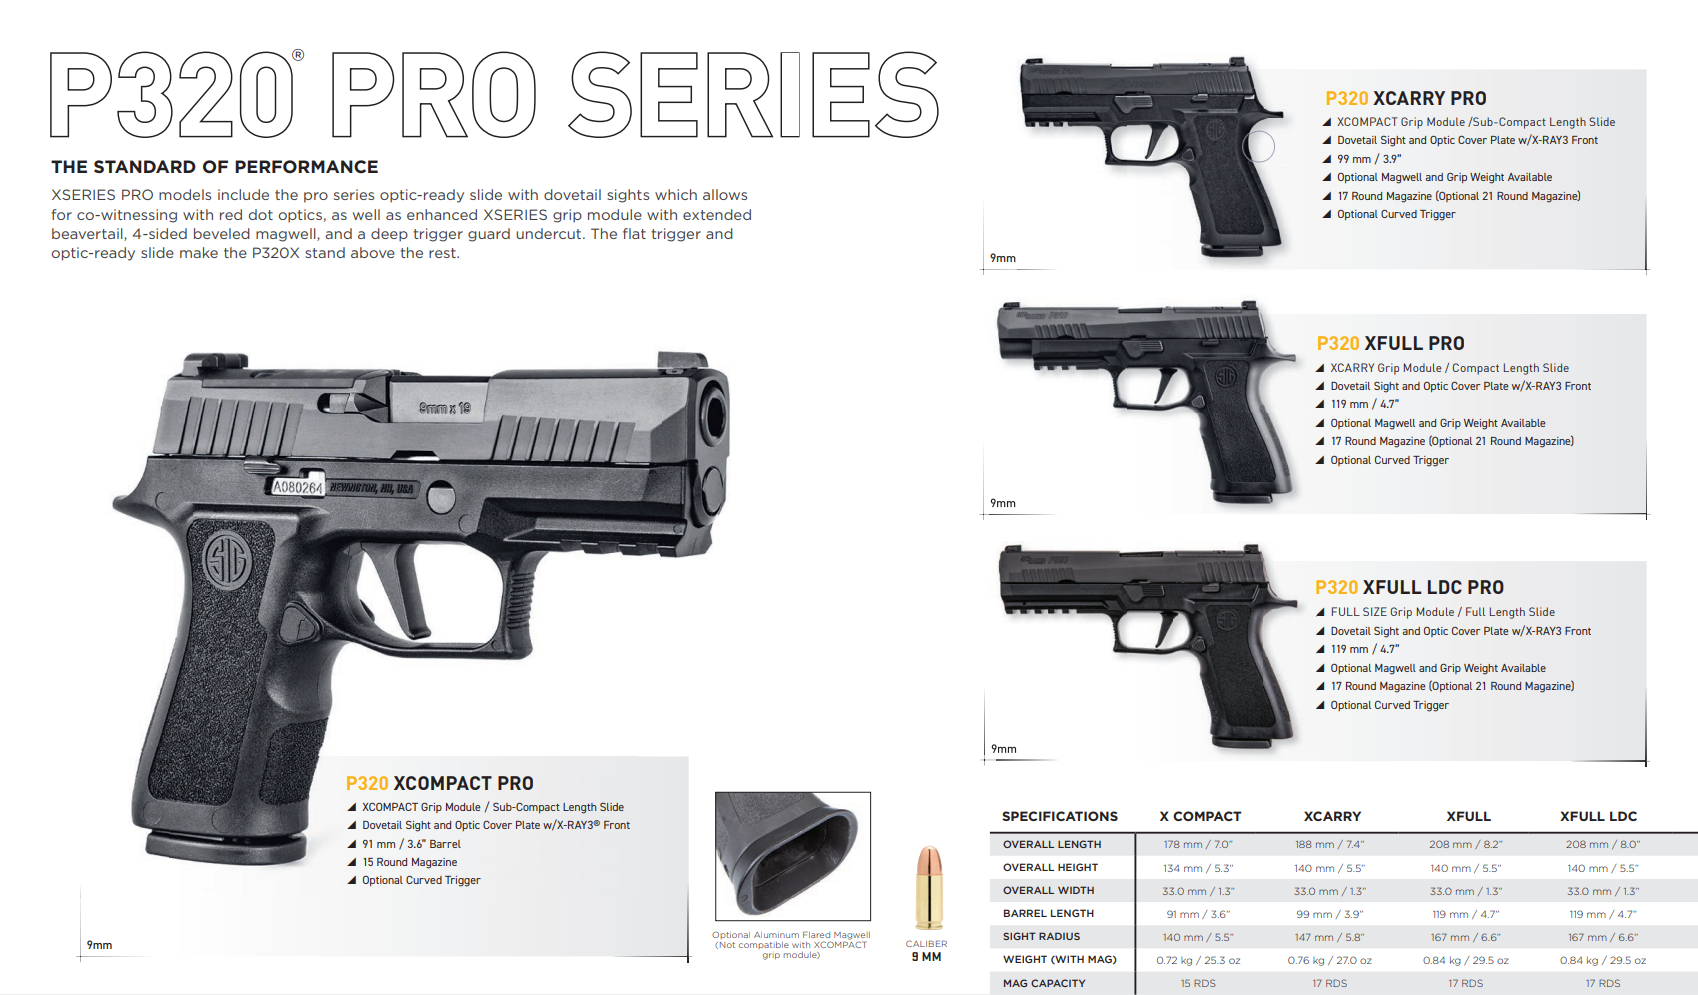 P320® PRO SERIES
THE STANDARD OF PERFORMANCE
XSERIES PRO models include the pro series optic-ready slide with dovetail sights which allows
for co-witnessing with red dot optics, as well as enhanced XSERIES grip module with extended
beavertail, 4-sided beveled magwell, and a deep trigger guard undercut. The flat trigger and
optic-ready slide make the P320X stand above the rest.
9mm x 19
A080264
NEWINGTON, NH, USA
SIG
P320 XCOMPACT PRO
XCOMPACT Grip Module / Sub-Compact Length Slide
Dovetail Sight and Optic Cover Plate w/X-RAY3® Front
91 mm / 3.6" Barrel
15 Round Magazine
Optional Curved Trigger
9mm
Optional Aluminum Flared Magwell
(Not compatible with XCOMPACT
grip module)
CALIBER
9 MM
P320 XCARRY PRO
XCOMPACT Grip Module /Sub-Compact Length Slide
Dovetail Sight and Optic Cover Plate w/X-RAY3 Front
99 mm / 3.9"
Optional Magwell and Grip Weight Available
17 Round Magazine (Optional 21 Round Magazine)
Optional Curved Trigger
SIG
9mm
P320 XFULL PRO
XCARRY Grip Module / Compact Length Slide
Dovetail Sight and Optic Cover Plate w/X-RAY3 Front
119 mm / 4.7"
Optional Magwell and Grip Weight Available
17 Round Magazine (Optional 21 Round Magazine)
Optional Curved Trigger
SIG
9mm
P320 XFULL LDC PRO
FULL SIZE Grip Module / Full Length Slide
Dovetail Sight and Optic Cover Plate w/X-RAY3 Front
119 mm / 4.7"
Optional Magwell and Grip Weight Available
17 Round Magazine (Optional 21 Round Magazine)
Optional Curved Trigger
SIG
9mm
SPECIFICATIONS X COMPACT XCARRY XFULL XFULL LDC
OVERALL LENGTH 178 mm / 7.0" 188 mm / 7.4" 208 mm / 8.2" 208 mm / 8.0"
OVERALL HEIGHT 134 mm / 5.3" 140 mm / 5.5" 140 mm / 5.5" 140 mm / 5.5"
OVERALL WIDTH 33.0 mm / 1.3" 33.0 mm / 1.3" 33.0 mm / 1.3" 33.0 mm / 1.3"
BARREL LENGTH 91 mm / 3.6" 99 mm / 3.9" 119 mm / 4.7" 119 mm / 4.7"
SIGHT RADIUS 140 mm / 5.5" 147 mm / 5.8" 167 mm / 6.6" 167 mm / 6.6"
WEIGHT (WITH MAG) 0.72 kg / 25.3 oz 0.76 kg / 27.0 oz 0.84 kg / 29.5 oz 0.84 kg / 29.5 oz
MAG CAPACITY 15 RDS 17 RDS 17 RDS 17 RDS